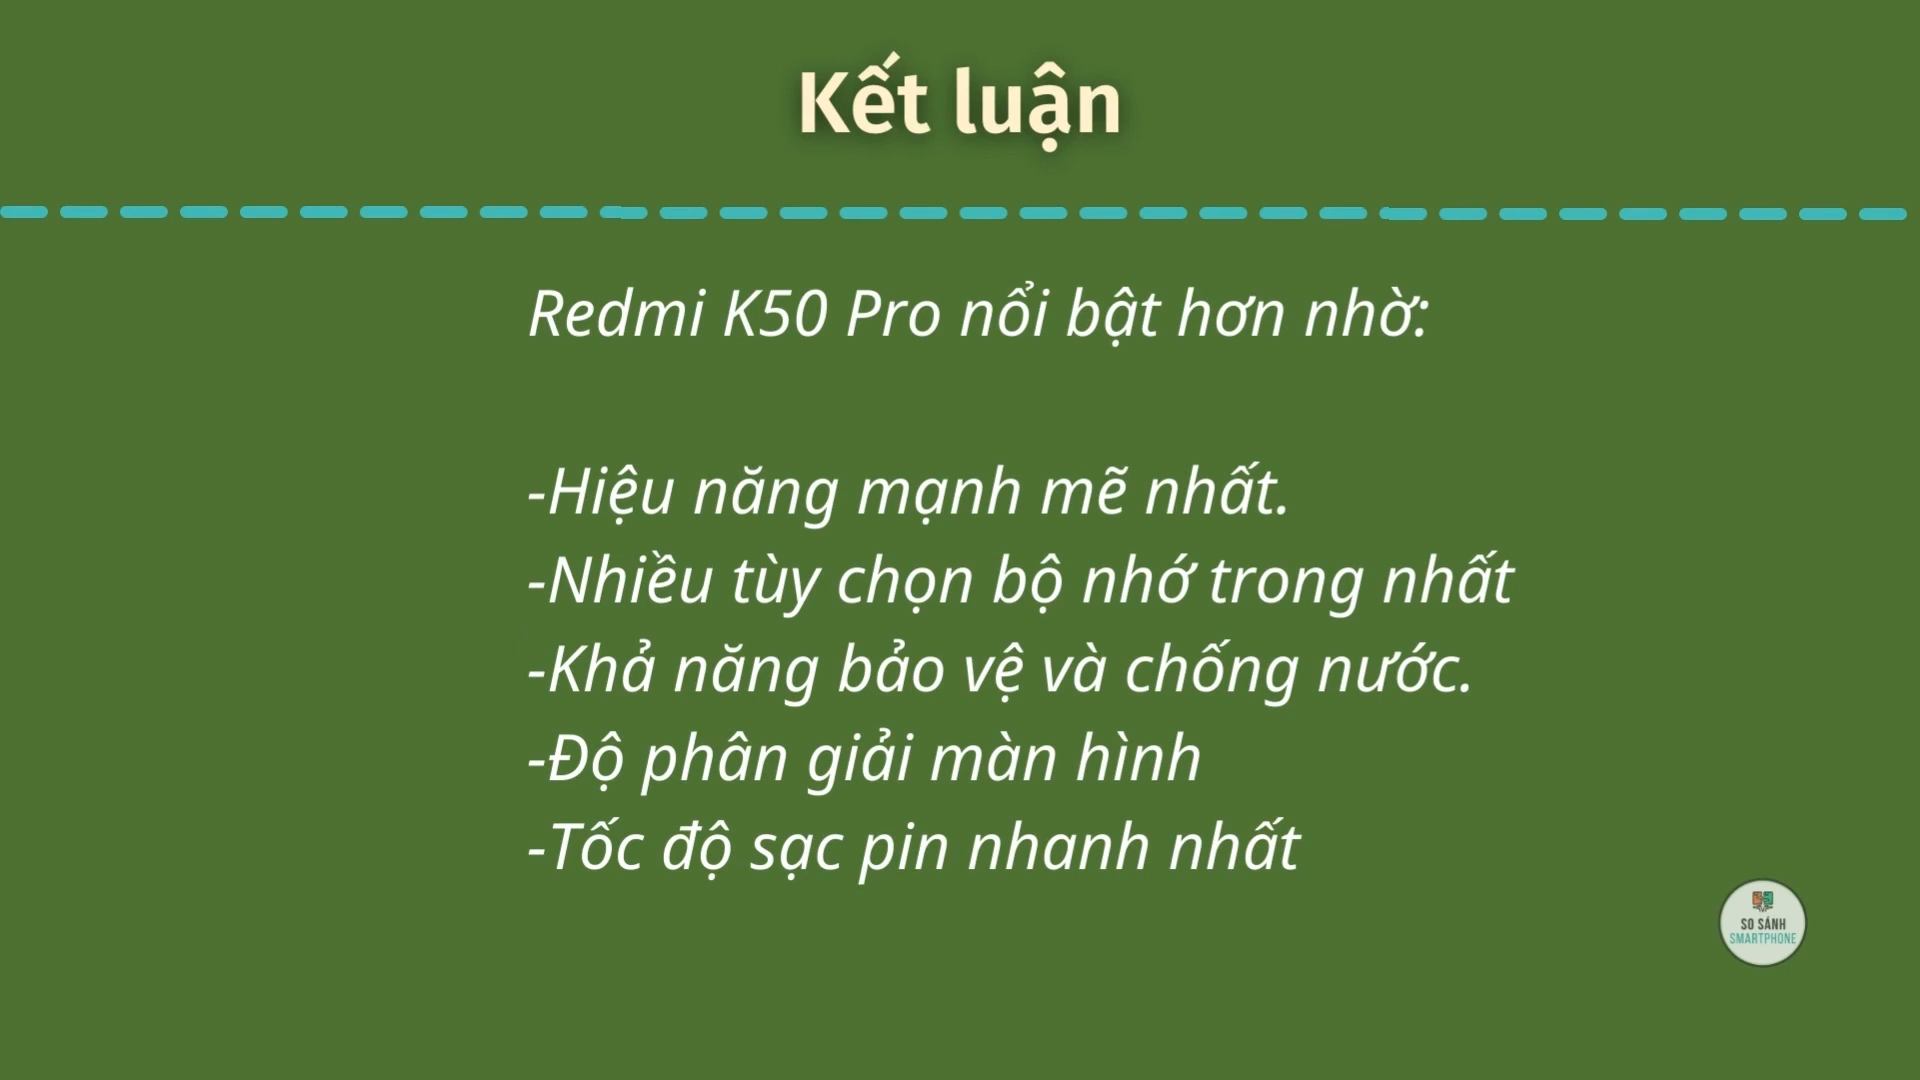 Kết luận
Redmi K50 Pro nổi bật hơn nhờ:
-Hiệu năng mạnh mẽ nhất.
-Nhiều tùy chọn bộ nhớ trong nhất
-Khả năng bảo vệ và chống nước.
-Độ phân giải màn hình
-Tốc độ sạc pin nhanh nhất
SO SÁNH
SMARTPHONE